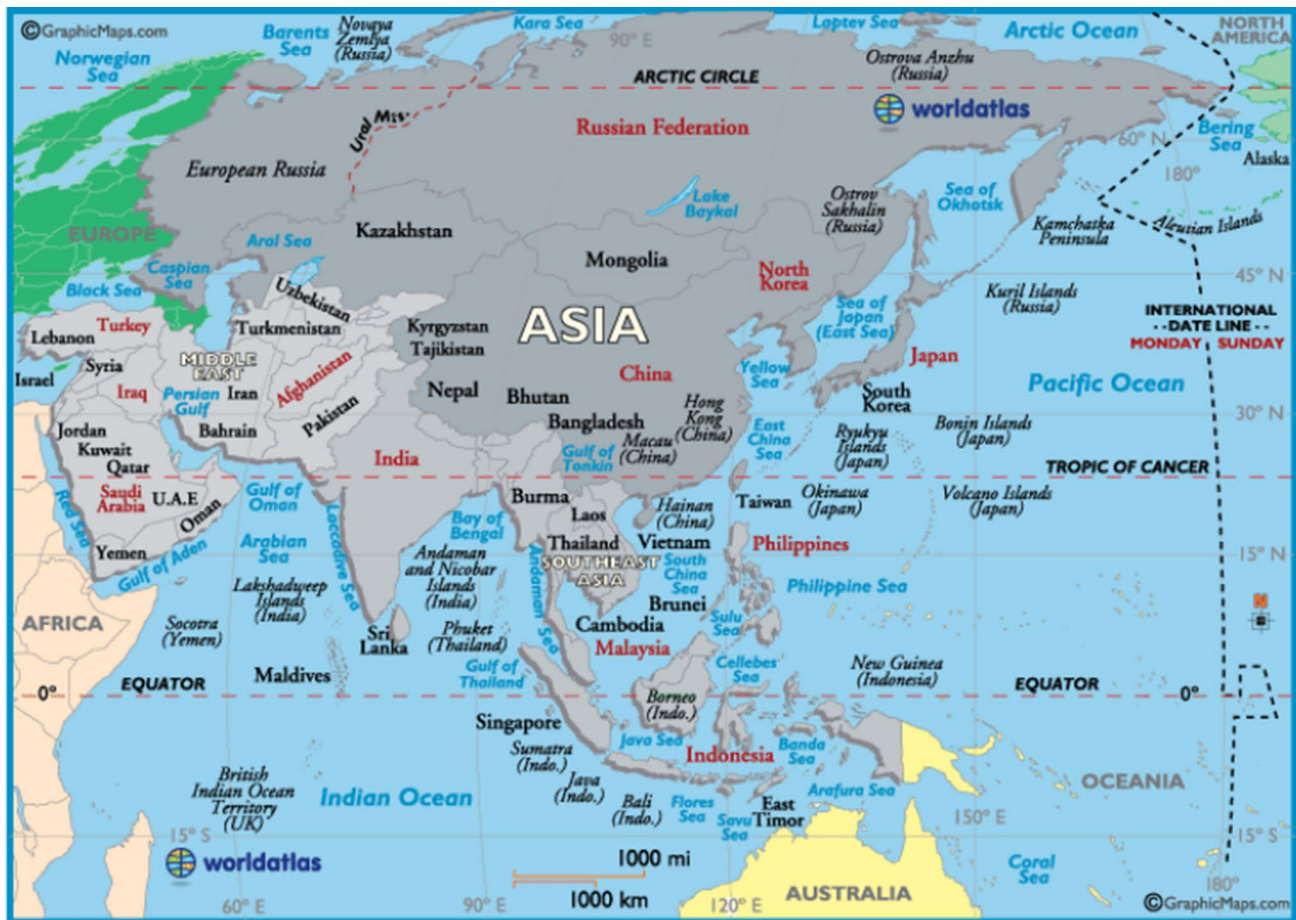 ©GraphicMaps.com
Norwegian
Sea
Barents
Sea
Novaya
Zemlya
(Russia)
Kara Sea
90° E
Laptev Sea
Arctic Ocean
NORTH
AMERICA
ARCTIC CIRCLE
Ostrova Anzhu
(Russia)
worldatlas
Ural Mts.
Russian Federation
60° N
Bering
Sea
180°
Alaska
European Russia
Lake
Baykal
Ostrov
Sakhalin
(Russia)
Sea of
Okhotsk
Kamchatka
Peninsula
Aleutian Islands
EUROPE
Aral Sea
Kazakhstan
Mongolia
North
Korea
45° N
Caspian
Sea
Black Sea
Uzbekistan
Kuril Islands
(Russia)
Sea of
Japan
(East Sea)
INTERNATIONAL
- - DATE LINE - -
MONDAY SUNDAY
Turkey
Lebanon
Turkmenistan
Kyrgyzstan
Tajikistan
ASIA
Syria
MIDDLE
EAST
Afghanistan
Israel
Iraq
Persian
Gulf
Iran
Nepal
China
Yellow
Sea
Japan
South
Korea
Pacific Ocean
Bhutan
Pakistan
Hong
Kong
(China)
30° N
Jordan
Bahrain
Bangladesh
Macau
(China)
East
China
Sea
Ryukyu
Islands
(Japan)
Bonin Islands
(Japan)
Kuwait
Qatar
India
Gulf of
Tonkin
TROPIC OF CANCER
Saudi
Arabia
U.A.E
Oman
Gulf of
Oman
Burma
Laos
Hainan
(China)
Taiwan
Okinawa
(Japan)
Volcano Islands
(Japan)
Red Sea
Laccadive Sea
Bay of
Bengal
Yemen
Gulf of Aden
Arabian
Sea
Andaman
and Nicobar
Islands
(India)
Andaman Sea
Thailand
SOUTHEAST
ASIA
Vietnam
Philippines
15° N
South
China
Sea
Philippine Sea
Lakshadweep
Islands
(India)
Brunei
N
AFRICA
Socotra
(Yemen)
Sri
Lanka
Phuket
(Thailand)
Cambodia
Sulu
Sea
Malaysia
Maldives
Gulf of
Thailand
Cellebes
Sea
New Guinea
(Indonesia)
0°
EQUATOR
Borneo
(Indo.)
EQUATOR
0°
Singapore
Sumatra
(Indo.)
Java Sea
Indonesia
Banda
Sea
British
Indian Ocean
Territory
(UK)
Indian Ocean
Java
(Indo.)
Bali
(Indo.)
Flores
Sea
Savu
Sea
East
Timor
Arafura Sea
OCEANIA
15° S
150° E
15° S
worldatlas
1000 mi
1000 km
Coral
Sea
60° E
90° E
120° E
AUSTRALIA
180°
©GraphicMaps.com